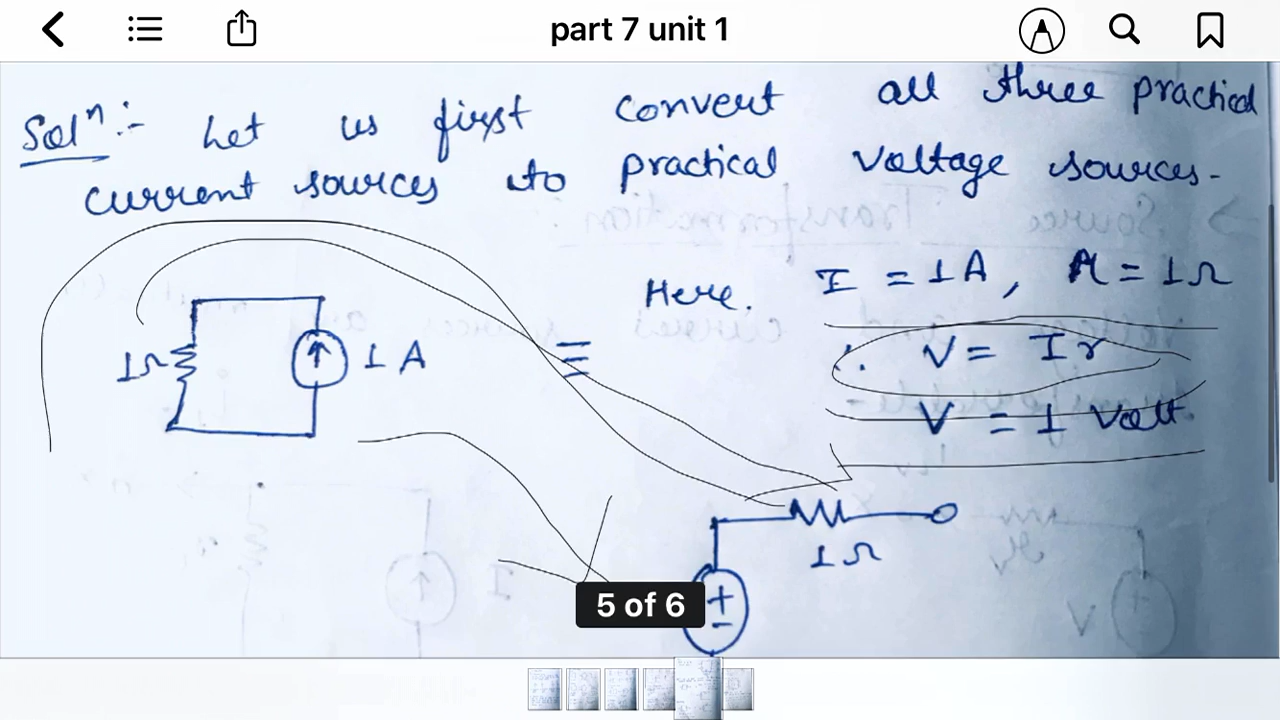 part 7 unit 1
Solⁿ :- Let us first convert all three practical
current sources to practical voltage sources.
Here. I = 1A, r = 1Ω
∴ V = Ir
V = 1 Volt
1Ω
1 A
=
1Ω
+
-
5 of 6